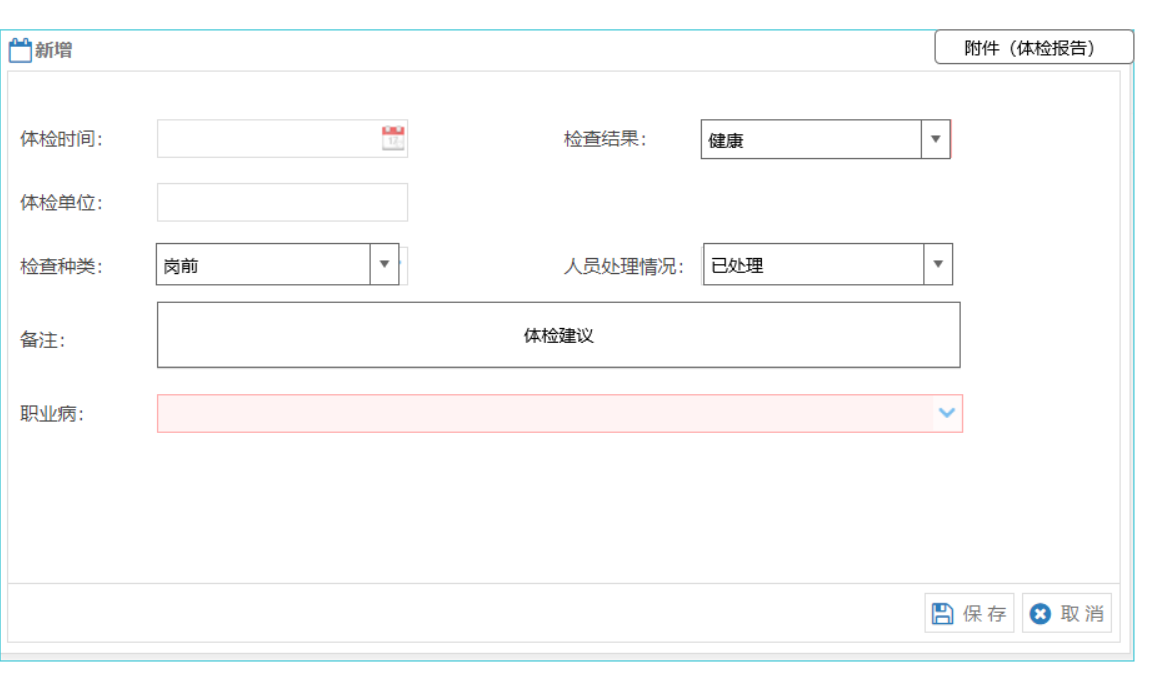 新增
附件（体检报告）
体检时间：
17
检查结果：
健康
体检单位：
检查种类：
岗前
人员处理情况：
已处理
备注：
体检建议
职业病：
保存
取消